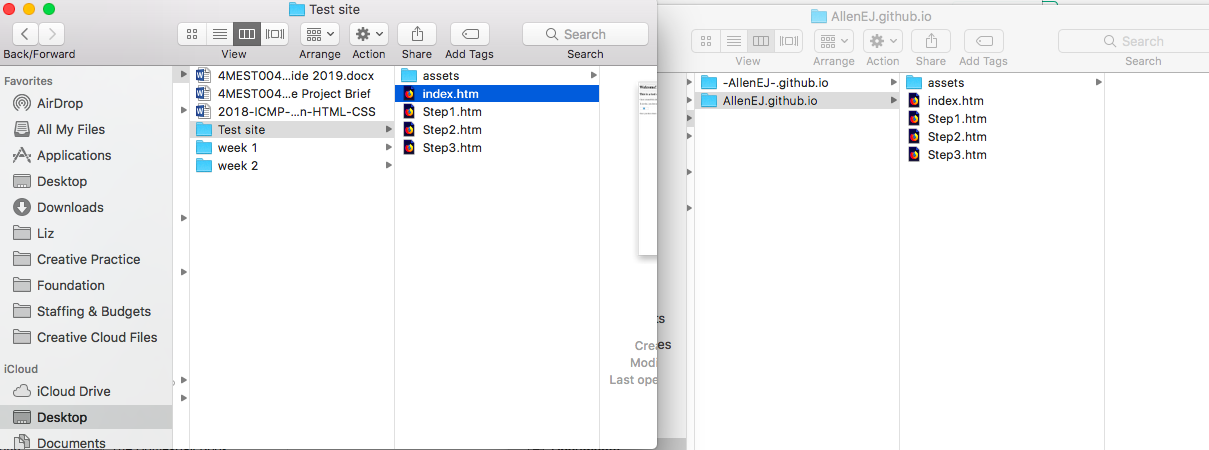 Test site
Back/Forward
View
Arrange
Action
Share
Add Tags
Search
Search
Favorites
AirDrop
All My Files
Applications
Desktop
Downloads
Liz
Creative Practice
Foundation
Staffing & Budgets
Creative Cloud Files
iCloud
iCloud Drive
Desktop
Documents
4MEST004...ide 2019.docx
4MEST004...e Project Brief
2018-ICMP-...n-HTML-CSS
Test site
week 1
week 2
assets
index.htm
Step1.htm
Step2.htm
Step3.htm
Crea
Modi
Last ope
AllenEJ.github.io
View
Arrange
Action
Share
Add Tags
Search
Search
-AllenEJ-.github.io
AllenEJ.github.io
assets
index.htm
Step1.htm
Step2.htm
Step3.htm